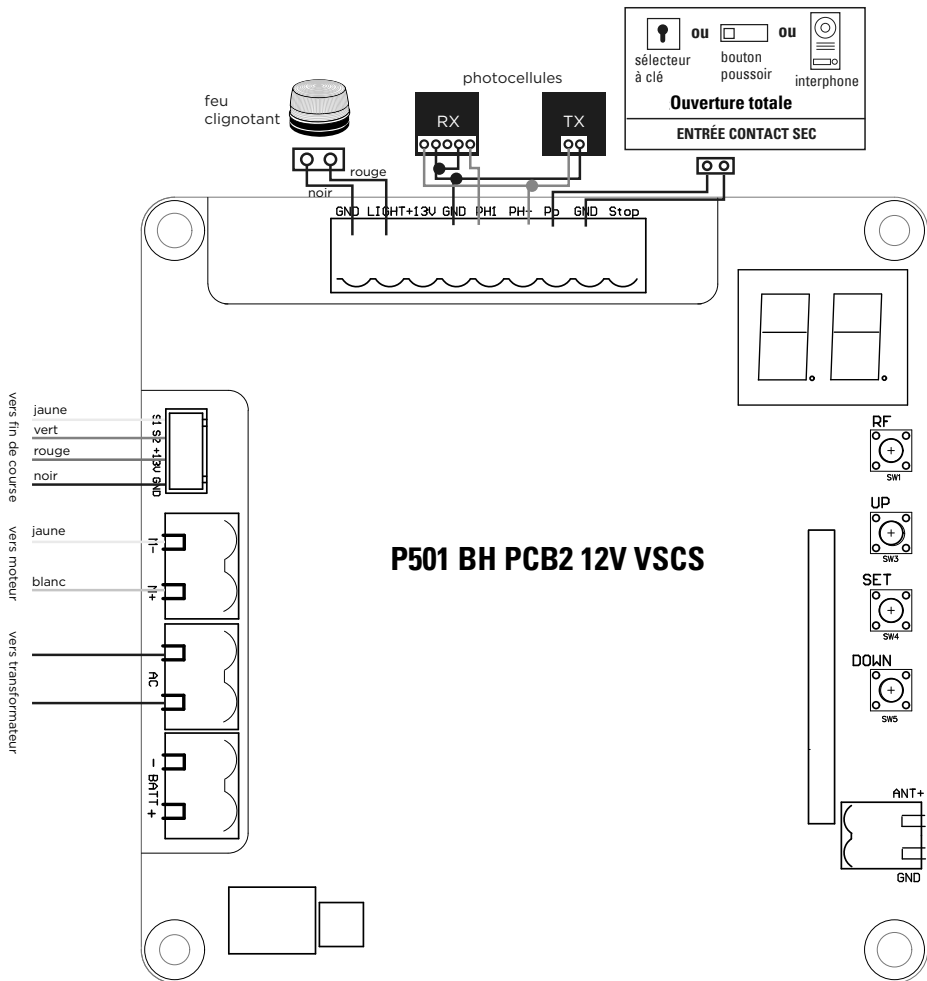 ou
ou
sélecteur
à clé
bouton
poussoir
interphone
Ouverture totale
ENTRÉE CONTACT SEC
photocellules
feu
clignotant
RX
TX
rouge
noir
GND LIGHT+13V GND PH1 PH+ Pp GND Stop
vers fin de course
jaune
vert
rouge
noir
S1 S2 +13V GND
RF
SW1
UP
SW3
SET
SW4
DOWN
SW5
vers moteur
jaune
blanc
M-
M+
P501 BH PCB2 12V VSCS
vers transformateur
AC
- BATT +
ANT+
GND